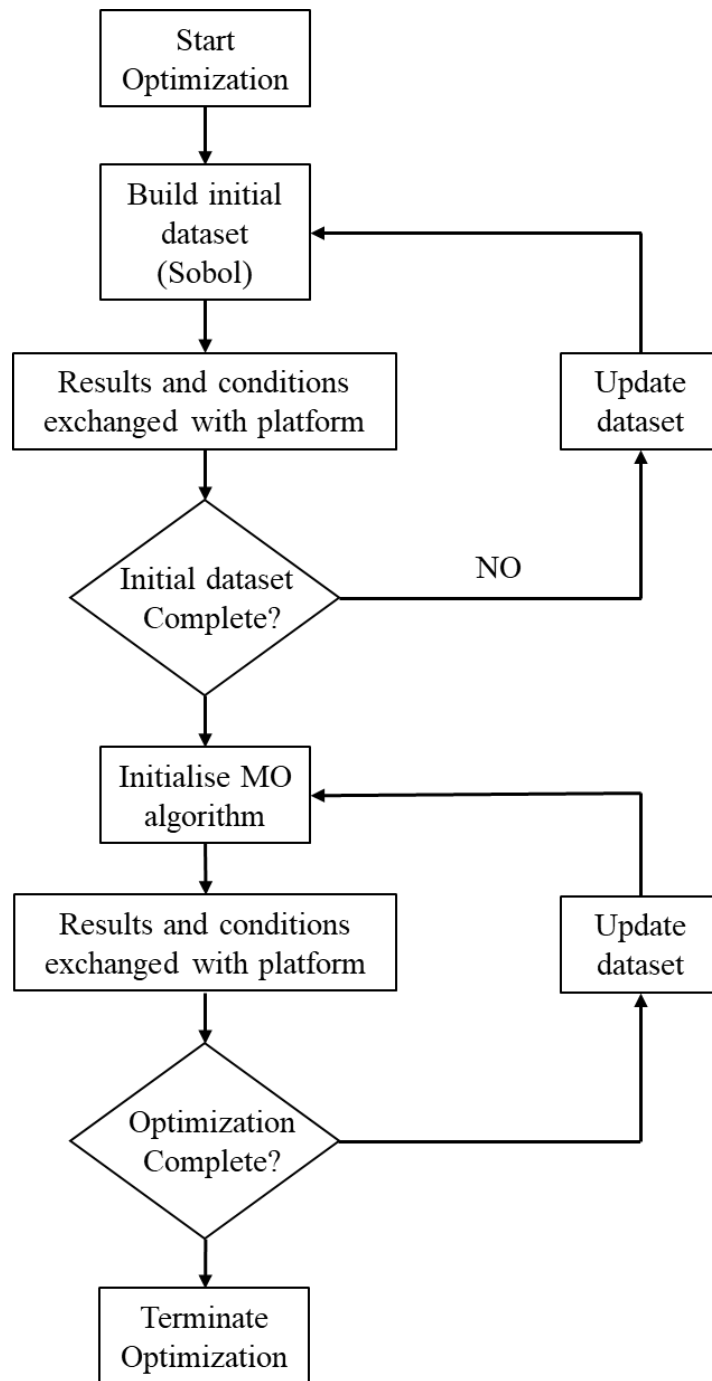 Start
Optimization
Build initial
dataset
(Sobol)
Results and conditions
exchanged with platform
Update
dataset
Initial dataset
Complete?
NO
Initialise MO
algorithm
Results and conditions
exchanged with platform
Update
dataset
Optimization
Complete?
Terminate
Optimization